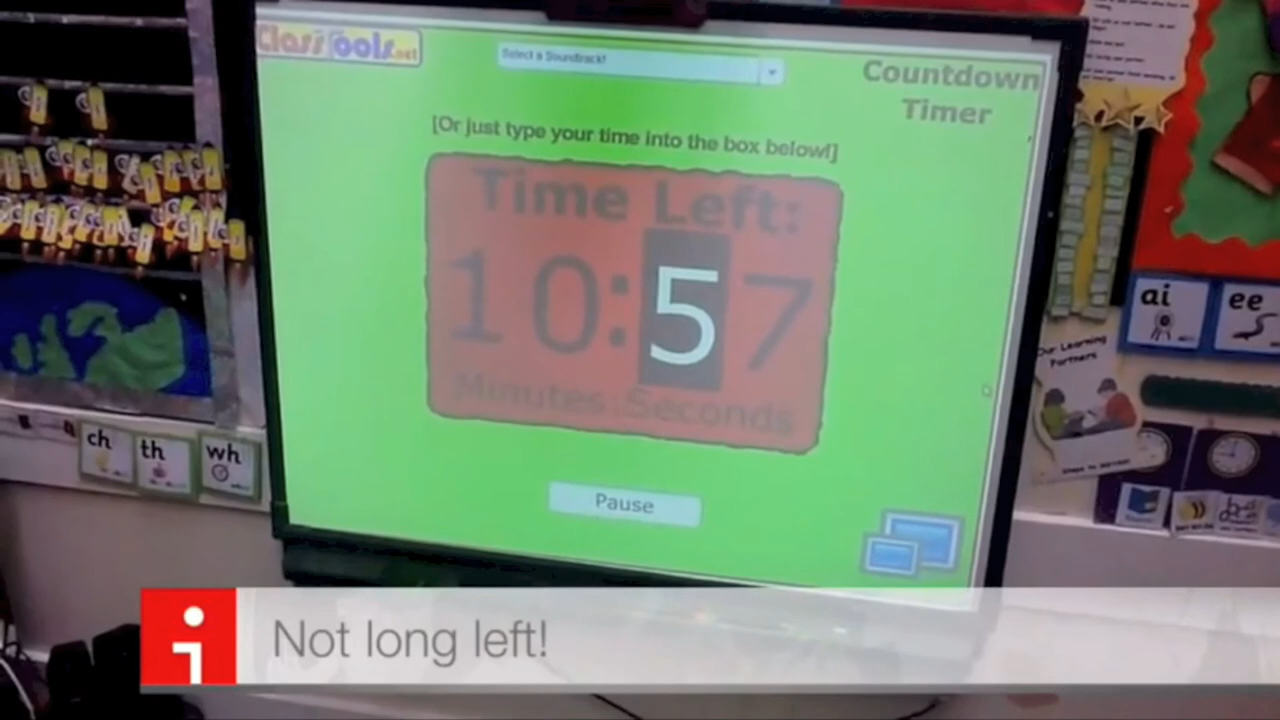 ClassTools.net
Select a Soundtrack!
Countdown
Timer
[Or just type your time into the box below!]
Time Left:
10:57
Minutes Seconds
Pause
ai
ee
Our Learning
Partners
ch
th
wh
Not long left!